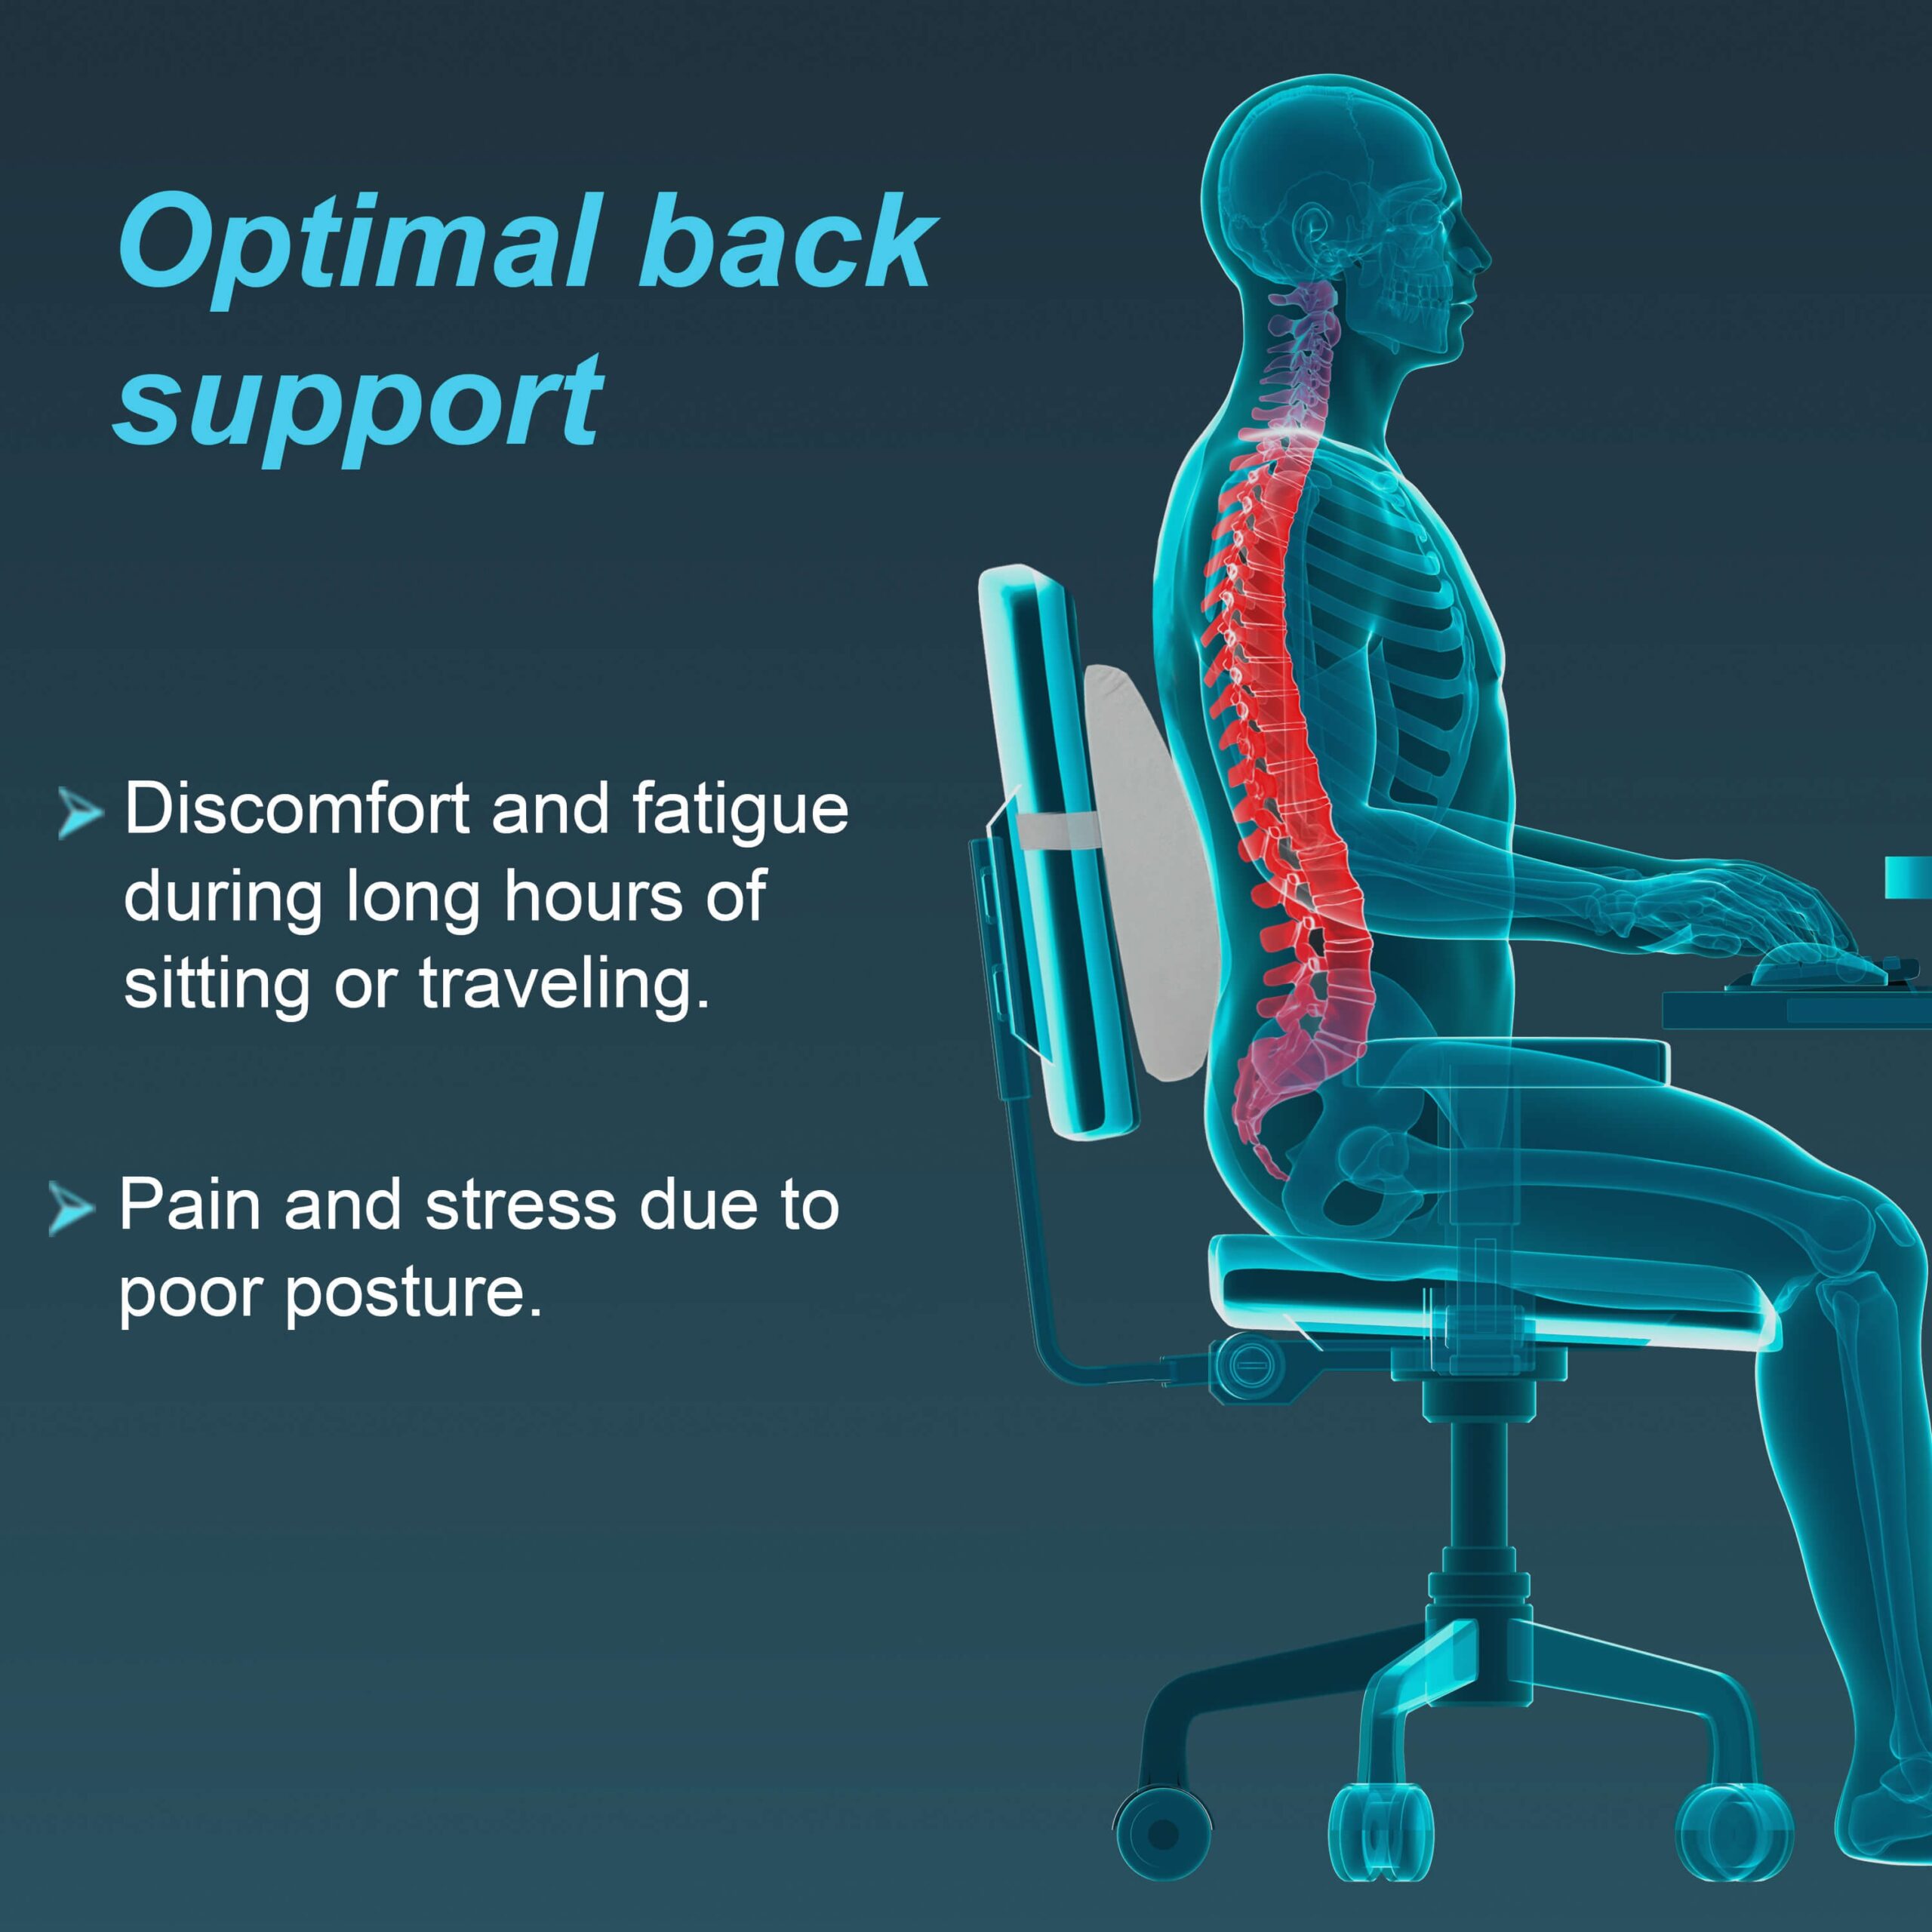 Optimal back
support
Discomfort and fatigue
during long hours of
sitting or traveling.
Pain and stress due to
poor posture.